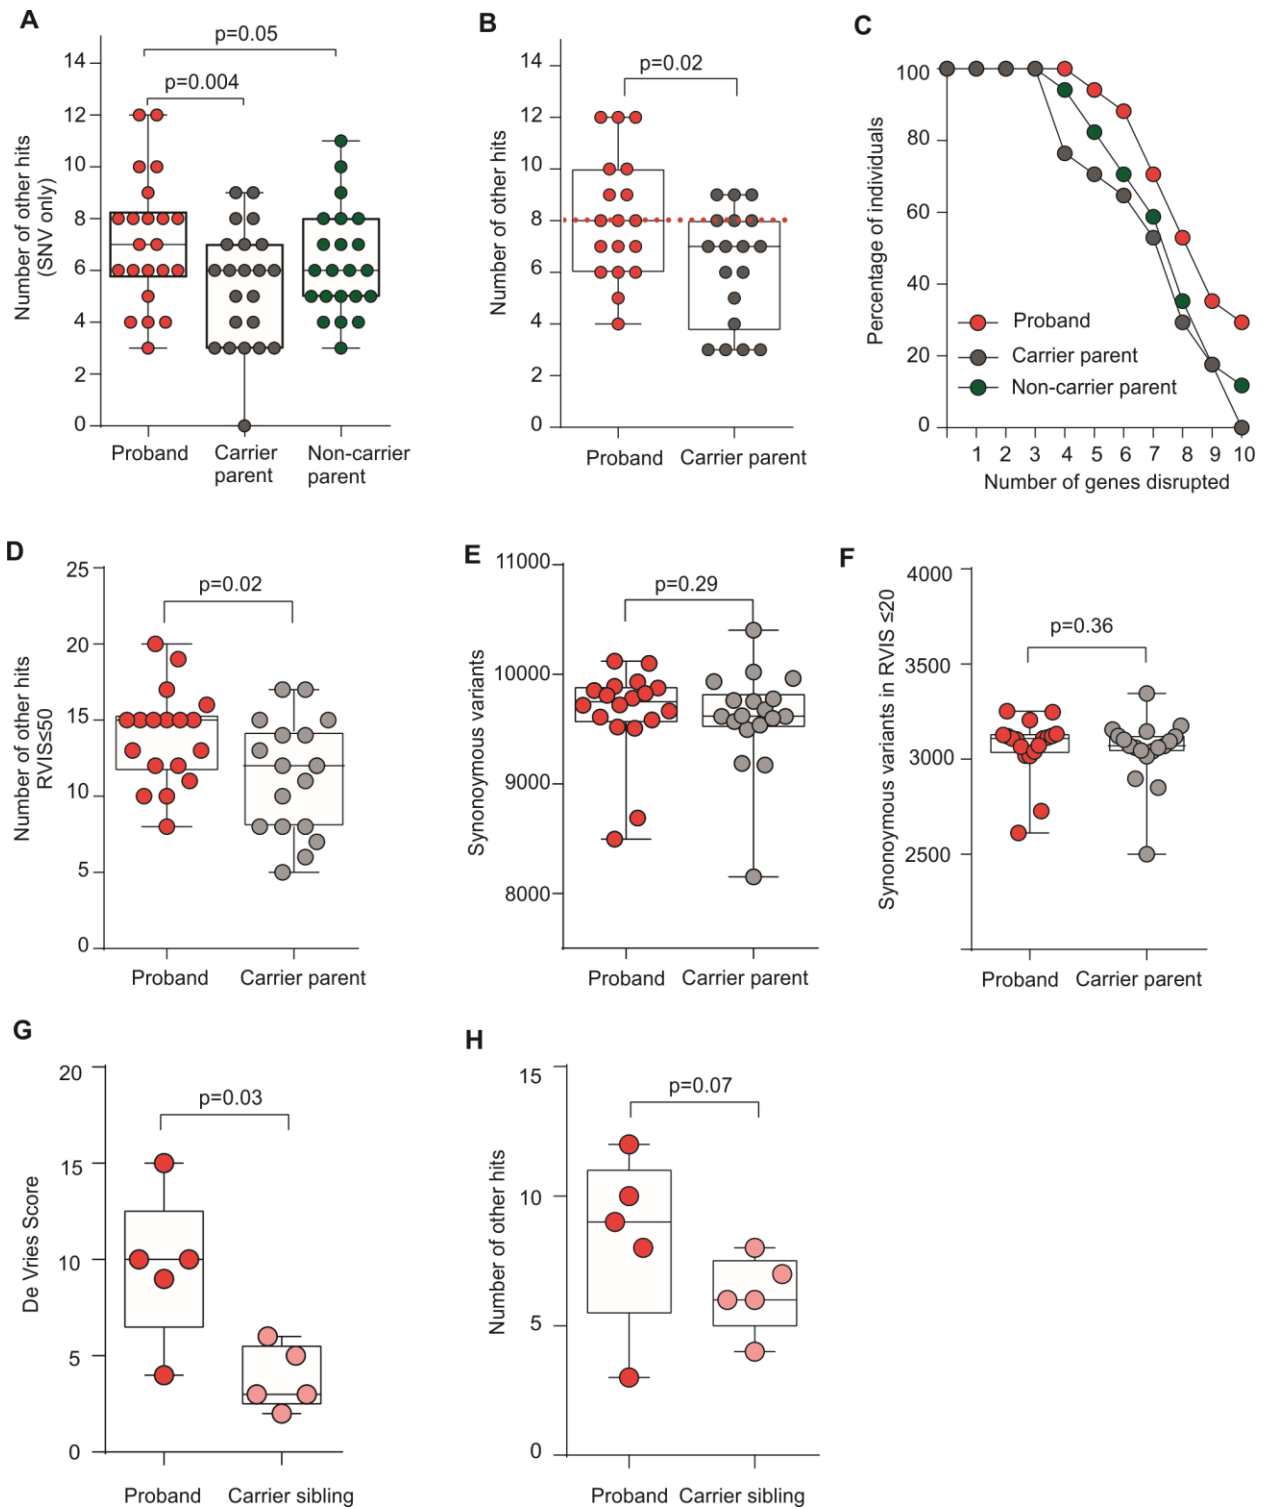 A
p=0.05
p=0.004
Number of other hits
(SNV only)
14
12
10
8
6
4
2
0
Proband
Carrier
parent
Non-carrier
parent
B
p=0.02
Number of other hits
14
12
10
8
6
4
2
0
Proband
Carrier parent
C
Percentage of individuals
100
80
60
40
20
0
Proband
Carrier parent
Non-carrier parent
1 2 3 4 5 6 7 8 9 10
Number of genes disrupted
D
p=0.02
Number of other hits
RVIS≤50
25
20
15
10
5
0
Proband
Carrier parent
E
p=0.29
Synonoymous variants
11000
10000
9000
8000
Proband
Carrier parent
F
p=0.36
Synonoymous variants in RVIS ≤20
4000
3500
3000
2500
Proband
Carrier parent
G
p=0.03
De Vries Score
20
15
10
5
0
Proband
Carrier sibling
H
p=0.07
Number of other hits
15
10
5
0
Proband
Carrier sibling